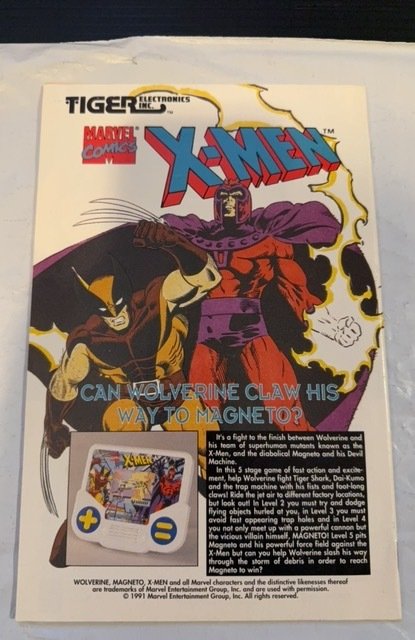 TIGER ELECTRONICS INC.™
MARVEL®
COMICS
X-MEN™
CAN WOLVERINE CLAW HIS
WAY TO MAGNETO?
X-MEN
It's a fight to the finish between Wolverine and
his team of superhuman mutants known as the
X-Men, and the diabolical Magneto and his Devil
Machine.
In this 5 stage game of fast action and excite-
ment, help Wolverine fight Tiger Shark, Dai-Kumo
and the trap machine with his fists and foot-long
claws! Ride the jet air to different factory locations,
but look out! In Level 2 you must try and dodge
flying objects hurled at you, in Level 3 you must
avoid fast appearing trap holes and in Level 4
you not only meet up with a powerful cannon but
the vicious villain himself, MAGNETO! Level 5 pits
Magneto and his powerful force field against the
X-Men but can you help Wolverine slash his way
through the storm of debris in order to reach
Magneto to win?
WOLVERINE, MAGNETO, X-MEN and all Marvel characters and the distinctive likenesses thereof
are trademarks of Marvel Entertainment Group, Inc. and are used with permission.
© 1991 Marvel Entertainment Group, Inc. All rights reserved.